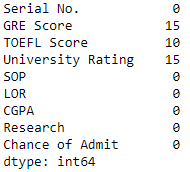 Serial No. 0
GRE Score 15
TOEFL Score 10
University Rating 15
SOP 0
LOR 0
CGPA 0
Research 0
Chance of Admit 0
dtype: int64